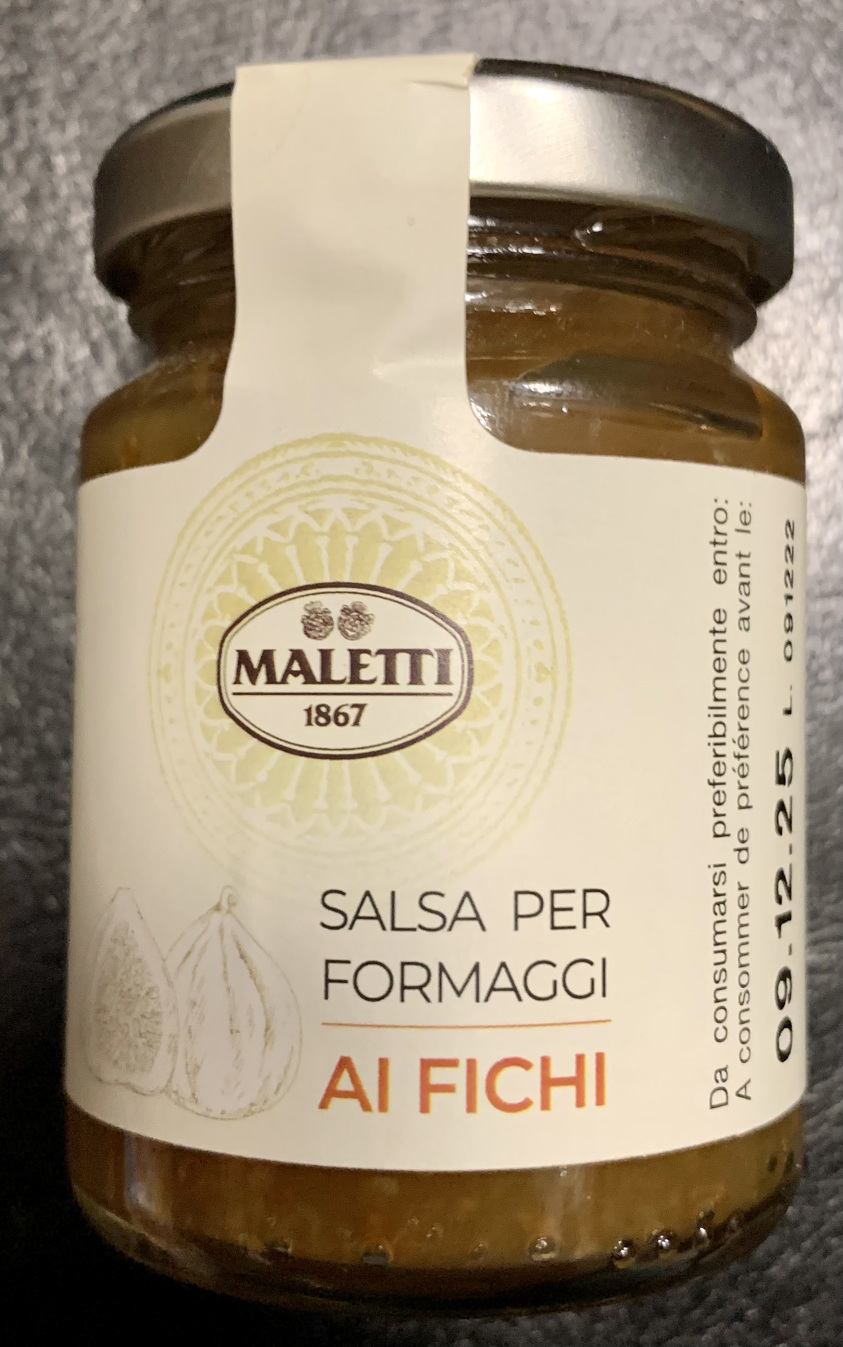 MALETTI
1867
SALSA PER
FORMAGGI
AI FICHI
Da consumarsi preferibilmente entro:
A consommer de préférence avant le:
09.12.25 L. 091222